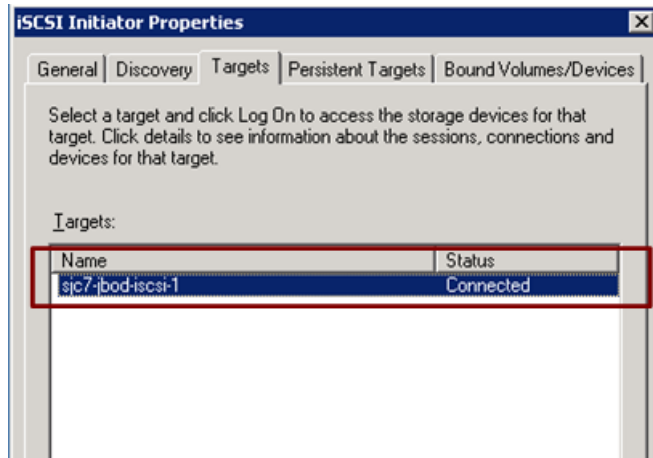 iSCSI Initiator Properties
General Discovery Targets Persistent Targets Bound Volumes/Devices
Select a target and click Log On to access the storage devices for that
target. Click details to see information about the sessions, connections and
devices for that target.
Targets:
Name Status
sjc7-jbod-iscsi-1 Connected